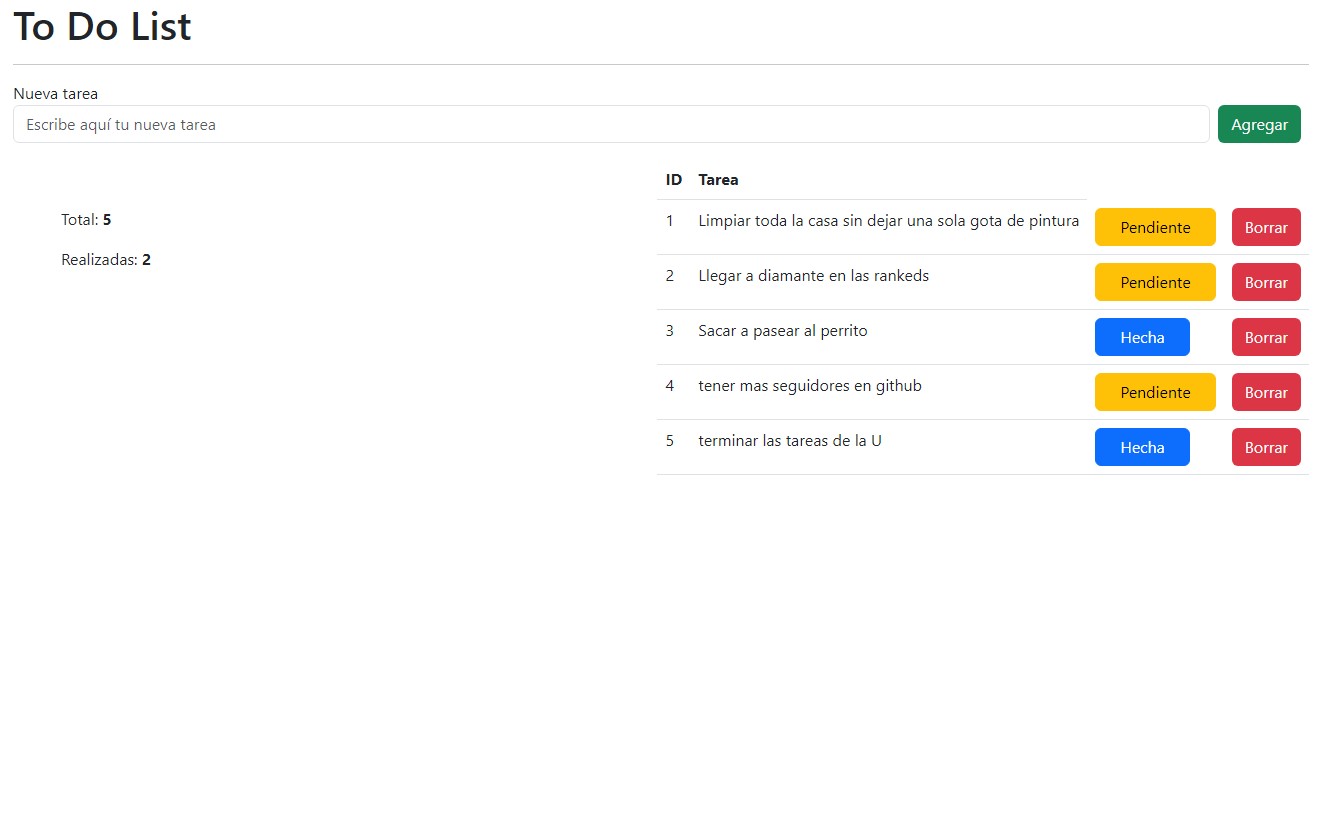 To Do List
Nueva tarea
Escribe aquí tu nueva tarea
Agregar
Total: 5
Realizadas: 2
ID Tarea
1 Limpiar toda la casa sin dejar una sola gota de pintura Pendiente Borrar
2 Llegar a diamante en las rankeds Pendiente Borrar
3 Sacar a pasear al perrito Hecha Borrar
4 tener mas seguidores en github Pendiente Borrar
5 terminar las tareas de la U Hecha Borrar